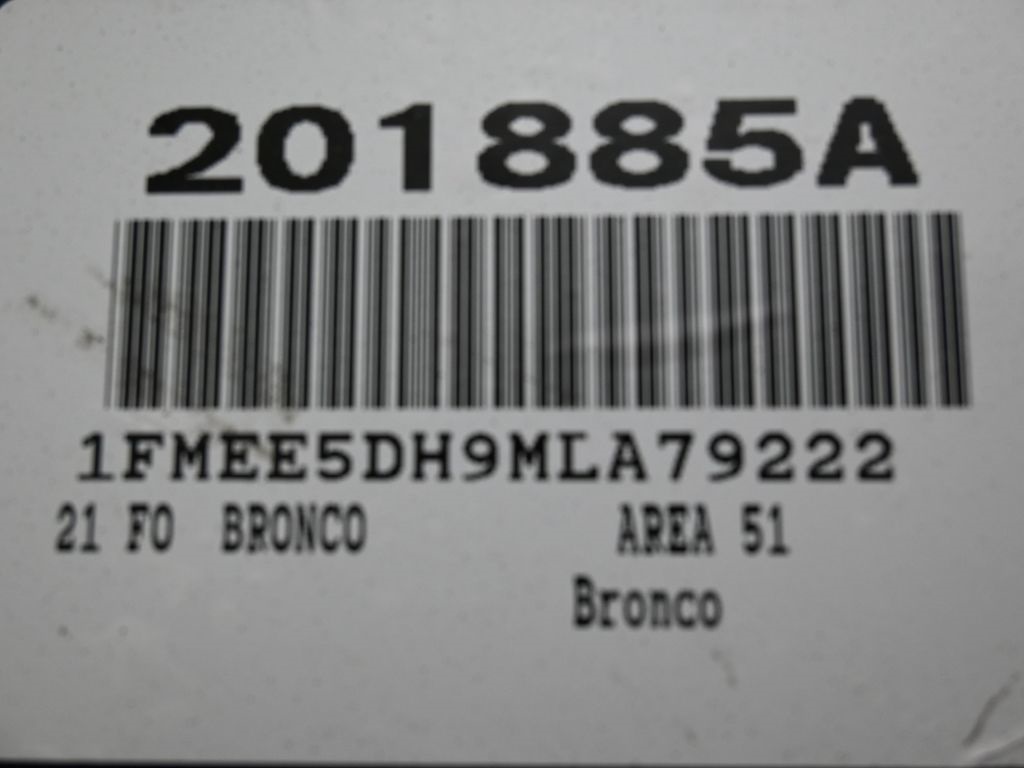 201885A
1FMEE5DH9MLA79222
21 FO BRONCO AREA 51
Bronco